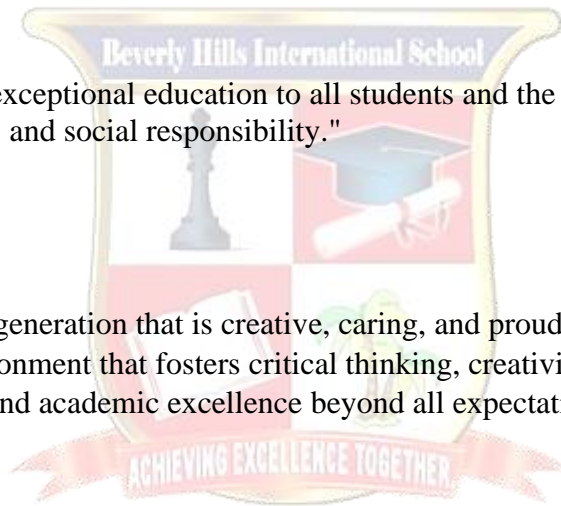 Beverly Hills International School
exceptional education to all students and the
and social responsibility."
generation that is creative, caring, and proud
onment that fosters critical thinking, creativi
nd academic excellence beyond all expectati
ACHIEVING EXCELLENCE TOGETHER